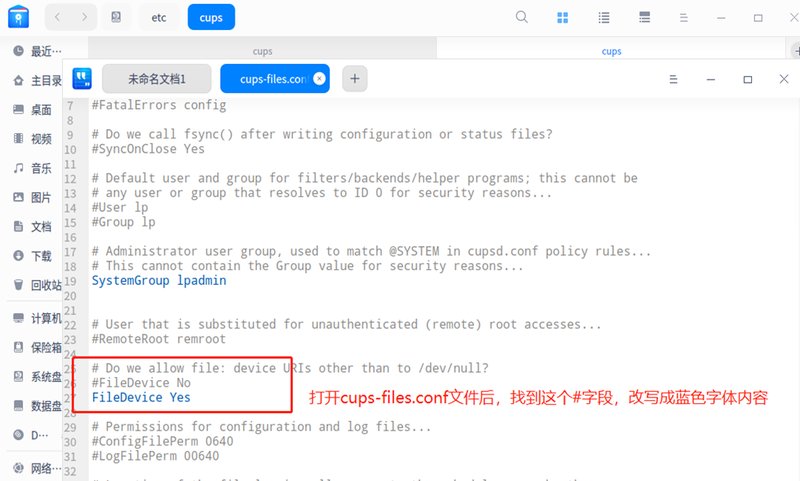 etc
cups
cups
cups
最近…
主目录
桌面
视频
音乐
图片
文档
下载
回收站
计算机
保险箱
系统盘
数据盘
D…
网络…
未命名文档1
cups-files.conf
7 #FatalErrors config
8
9 # Do we call fsync() after writing configuration or status files?
10 #SyncOnClose Yes
11
12 # Default user and group for filters/backends/helper programs; this cannot be
13 # any user or group that resolves to ID 0 for security reasons...
14 #User lp
15 #Group lp
16
17 # Administrator user group, used to match @SYSTEM in cupsd.conf policy rules...
18 # This cannot contain the Group value for security reasons...
19 SystemGroup lpadmin
20
21
22 # User that is substituted for unauthenticated (remote) root accesses...
23 #RemoteRoot remroot
24
25 # Do we allow file: device URIs other than to /dev/null?
26 #FileDevice No
27 FileDevice Yes
打开cups-files.conf文件后，找到这个#字段，改写成蓝色字体内容
28
29 # Permissions for configuration and log files...
30 #ConfigFilePerm 0640
31 #LogFilePerm 00640
32